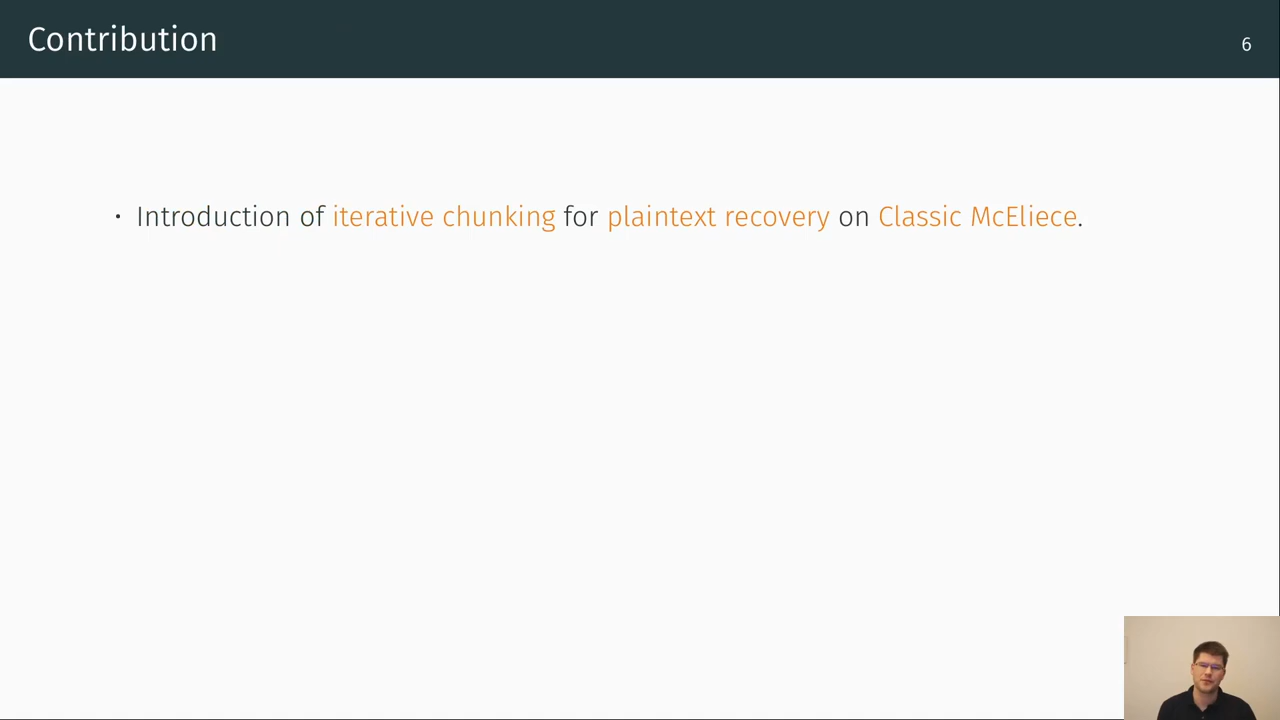 Contribution
6
· Introduction of iterative chunking for plaintext recovery on Classic McEliece.